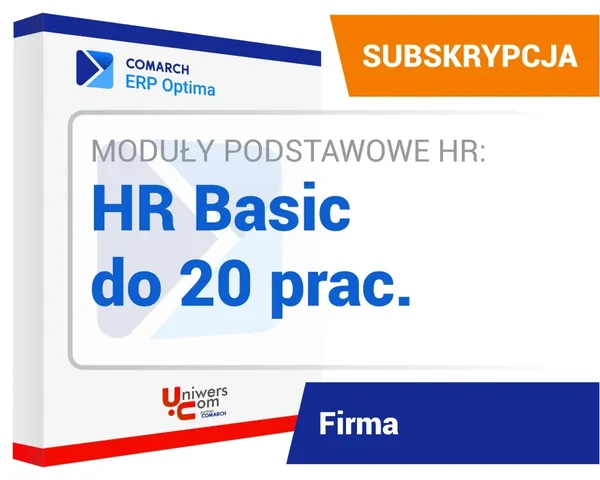 SUBSKRYPCJA
COMARCH
ERP Optima
MODUŁY PODSTAWOWE HR:
HR Basic
do 20 prac.
Uniwers
Com
COMARCH
Firma